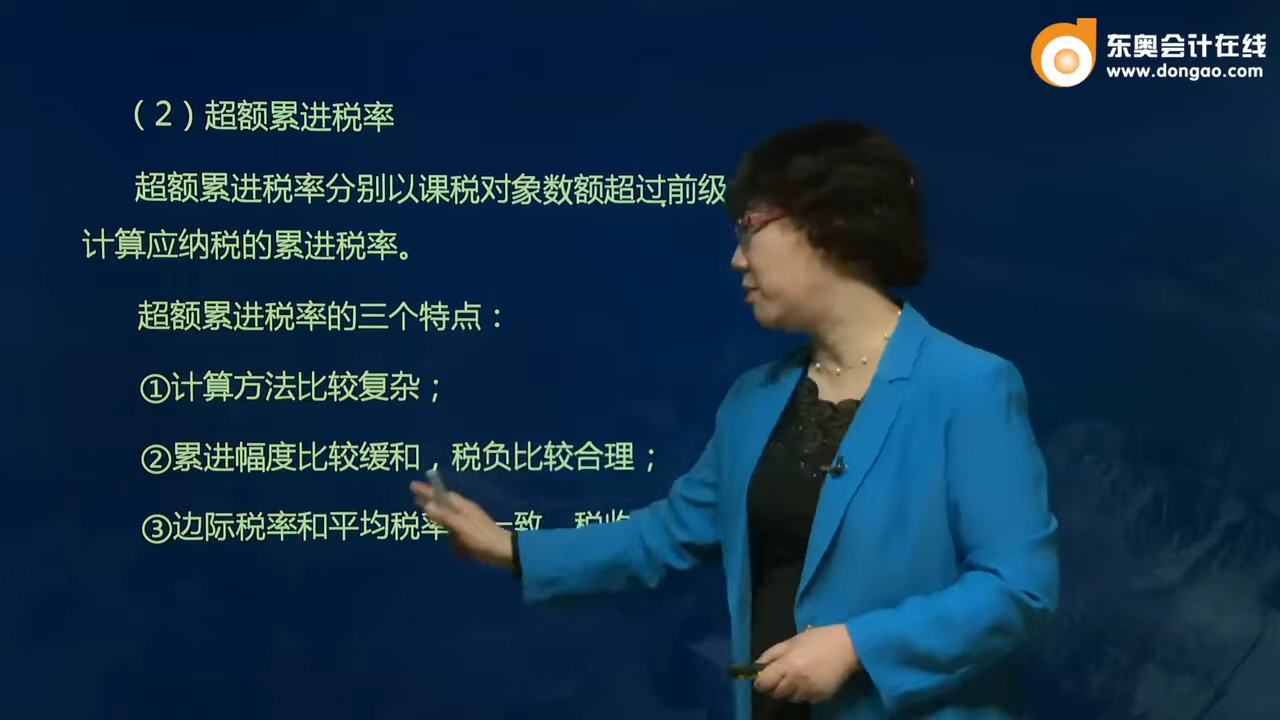 东奥会计在线
www.dongao.com
（2）超额累进税率
超额累进税率分别以课税对象数额超过前级
计算应纳税的累进税率。
超额累进税率的三个特点：
①计算方法比较复杂；
②累进幅度比较缓和，税负比较合理；
③边际税率和平均税率 一致，税收